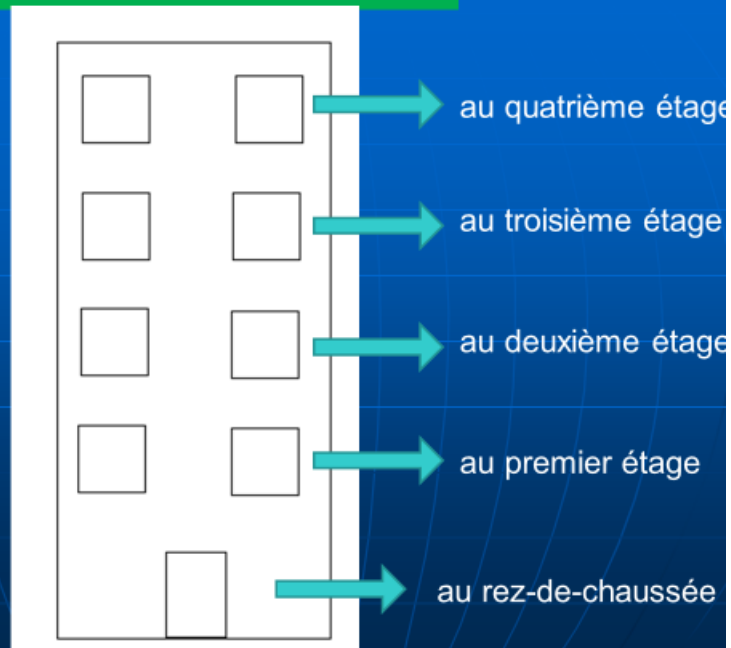 au quatrième étage
au troisième étage
au deuxième étage
au premier étage
au rez-de-chaussée